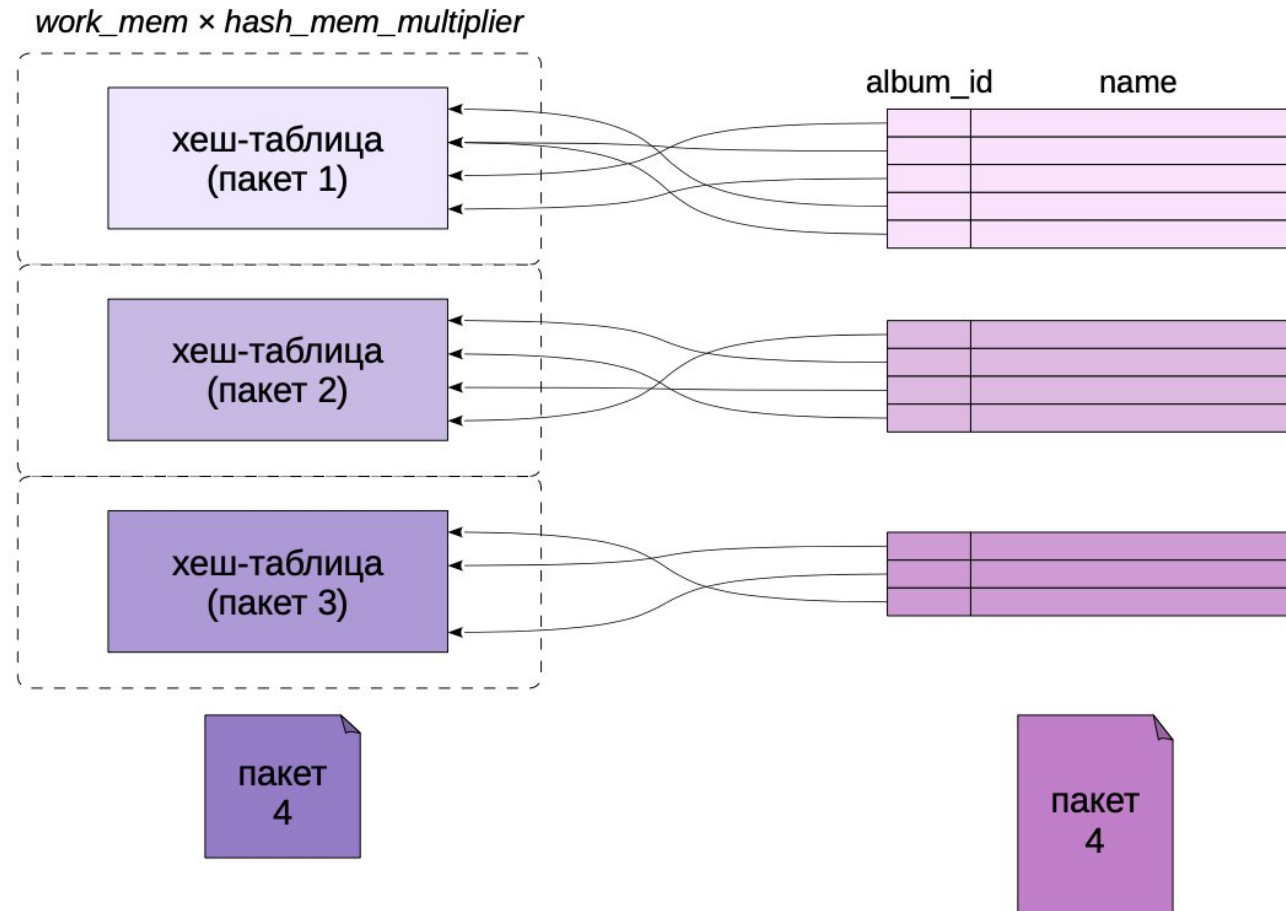 work_mem × hash_mem_multiplier
album_id name
хеш-таблица
(пакет 1)
хеш-таблица
(пакет 2)
хеш-таблица
(пакет 3)
пакет
4
пакет
4